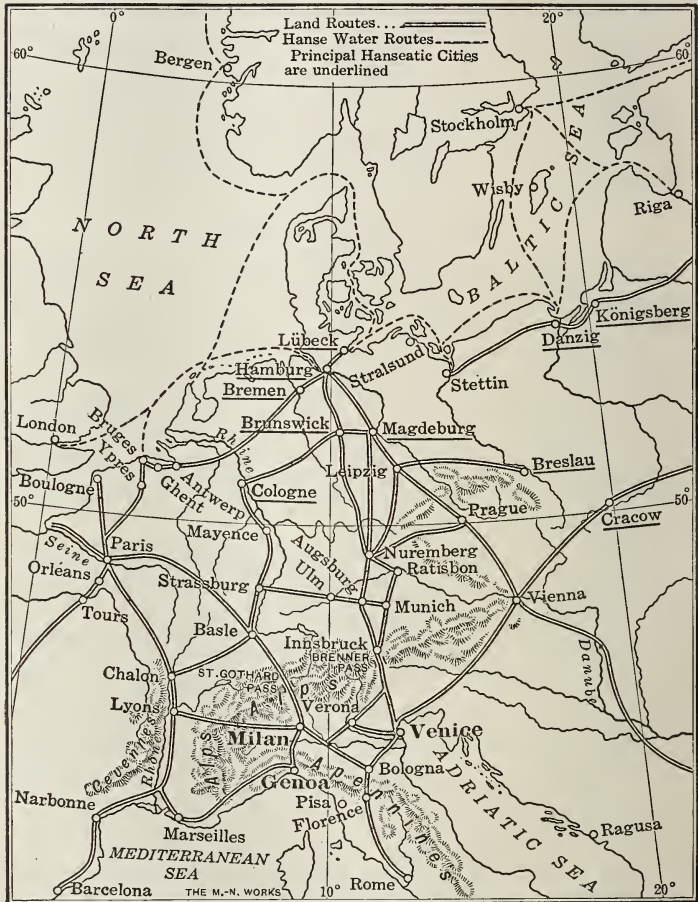 Land Routes...
Hanse Water Routes
Principal Hanseatic Cities
are underlined
0°
20°
60°
60
Bergen
Stockholm
Wisby
Riga
NORTH
SEA
BALTIC SEA
Königsberg
Danzig
Lübeck
Hamburg
Stralsund
Stettin
Bremen
London
Bruges
Ypres
Rhine
Brunswick
Magdeburg
Boulogne
Antwerp
Ghent
Cologne
Leipzig
Breslau
50°
50°
Prague
Cracow
Seine
Paris
Mayence
Nuremberg
Orléans
Augsburg
Ratisbon
Strassburg
Ulm
Tours
Munich
Vienna
Basle
Innsbruck
BRENNER
PASS
Danube
Chalon
ST. GOTHARD
PASS
Alps
Lyons
Verona
Milan
Venice
Cevennes
Rhône
Alps
Bologna
Genoa
Apennines
ADRIATIC SEA
Narbonne
Pisa
Florence
Marseilles
Ragusa
MEDITERRANEAN
SEA
Barcelona
THE M.-N. WORKS
10°
Rome
20°